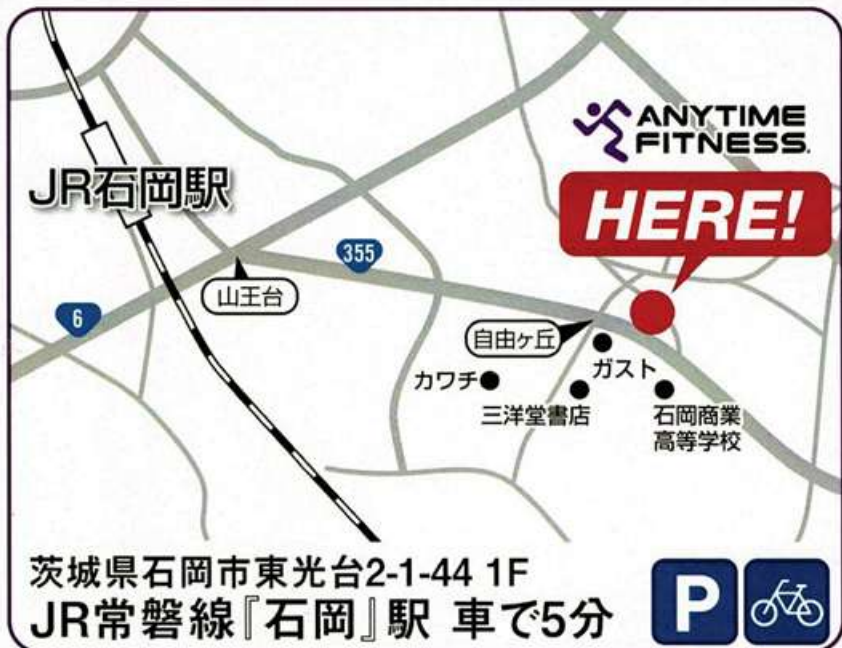 ANYTIME
FITNESS.
HERE!
JR石岡駅
355
山王台
6
自由ヶ丘
ガスト
カワチ
三洋堂書店
石岡商業
高等学校
茨城県石岡市東光台2-1-44 1F
JR常磐線『石岡』駅 車で5分
P